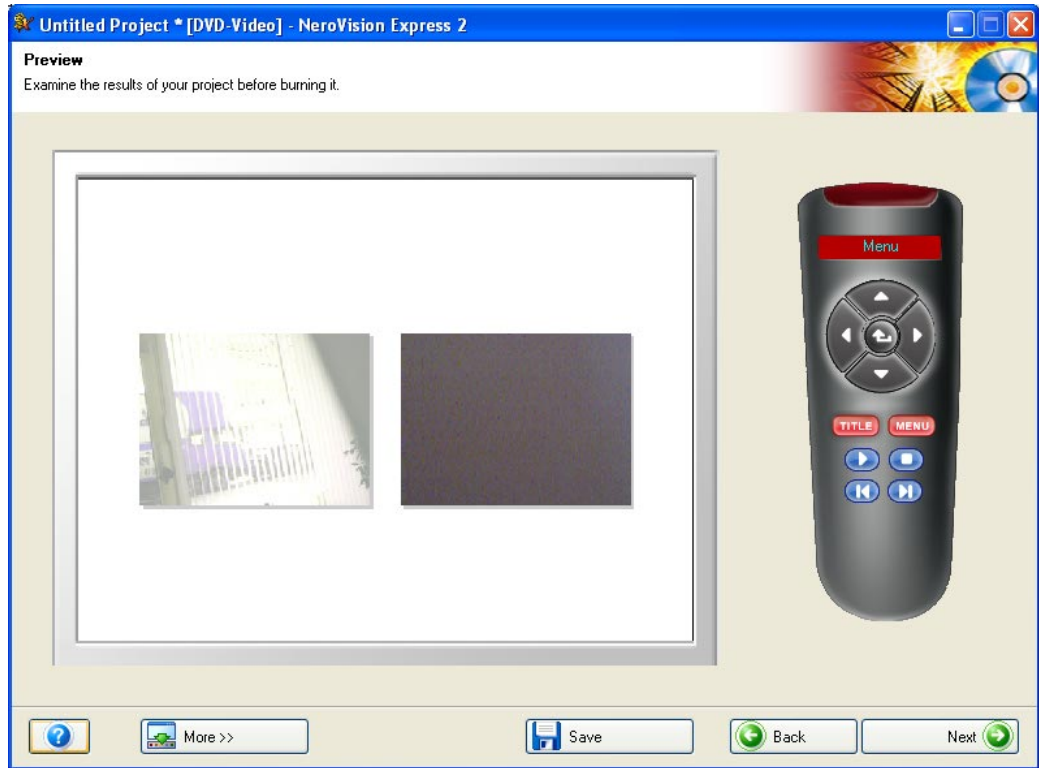 Untitled Project * [DVD-Video] - NeroVision Express 2
Preview
Examine the results of your project before burning it.
Menu
TITLE MENU
More >>
Save
Back
Next